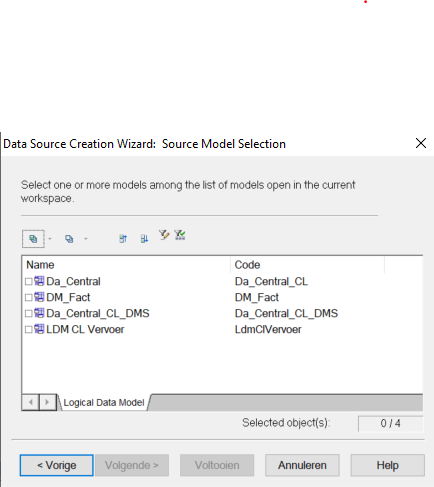 Data Source Creation Wizard: Source Model Selection
Select one or more models among the list of models open in the current
workspace.
Name Code
Da_Central Da_Central_CL
DM_Fact DM_Fact
Da_Central_CL_DMS Da_Central_CL_DMS
LDM CL Vervoer LdmClVervoer
Logical Data Model
Selected object(s): 0 / 4
< Vorige Volgende > Voltooien Annuleren Help